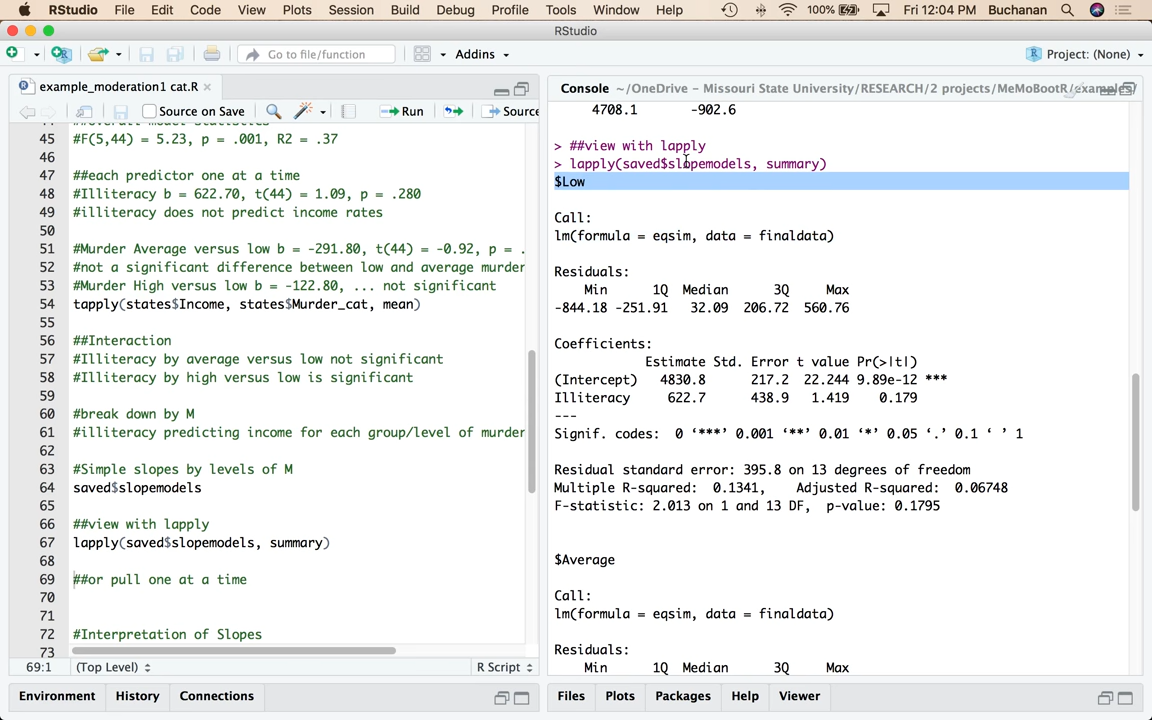 RStudio File Edit Code View Plots Session Build Debug Profile Tools Window Help 100% Fri 12:04 PM Buchanan
RStudio
Go to file/function Addins Project: (None)
example_moderation1 cat.R
Source on Save Run Source
45 #F(5,44) = 5.23, p = .001, R2 = .37
46
47 ##each predictor one at a time
48 #Illiteracy b = 622.70, t(44) = 1.09, p = .280
49 #illiteracy does not predict income rates
50
51 #Murder Average versus low b = -291.80, t(44) = -0.92, p = .
52 #not a significant difference between low and average murder
53 #Murder High versus low b = -122.80, ... not significant
54 tapply(states$Income, states$Murder_cat, mean)
55
56 ##Interaction
57 #Illiteracy by average versus low not significant
58 #Illiteracy by high versus low is significant
59
60 #break down by M
61 #illiteracy predicting income for each group/level of murder
62
63 #Simple slopes by levels of M
64 saved$slopemodels
65
66 ##view with lapply
67 lapply(saved$slopemodels, summary)
68
69 ##or pull one at a time
70
71
72 #Interpretation of Slopes
73
69:1 (Top Level) R Script
Environment History Connections
Console ~/OneDrive - Missouri State University/RESEARCH/2 projects/MeMoBootR/examples/
4708.1 -902.6
> ##view with lapply
> lapply(saved$slopemodels, summary)
$Low
Call:
lm(formula = eqsim, data = finaldata)
Residuals:
Min 1Q Median 3Q Max
-844.18 -251.91 32.09 206.72 560.76
Coefficients:
Estimate Std. Error t value Pr(>|t|)
(Intercept) 4830.8 217.2 22.244 9.89e-12 ***
Illiteracy 622.7 438.9 1.419 0.179
---
Signif. codes: 0 ‘***’ 0.001 ‘**’ 0.01 ‘*’ 0.05 ‘.’ 0.1 ‘ ’ 1
Residual standard error: 395.8 on 13 degrees of freedom
Multiple R-squared: 0.1341, Adjusted R-squared: 0.06748
F-statistic: 2.013 on 1 and 13 DF, p-value: 0.1795
$Average
Call:
lm(formula = eqsim, data = finaldata)
Residuals:
Min 1Q Median 3Q Max
Files Plots Packages Help Viewer